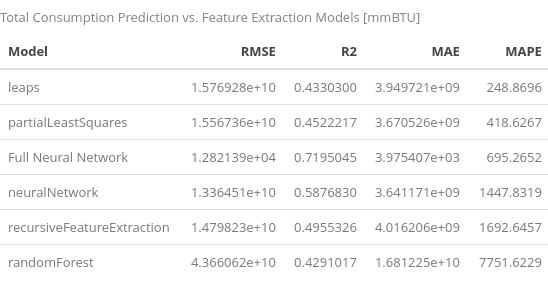 Total Consumption Prediction vs. Feature Extraction Models [mmBTU]
Model RMSE R2 MAE MAPE
leaps 1.576928e+10 0.4330300 3.949721e+09 248.8696
partialLeastSquares 1.556736e+10 0.4522217 3.670526e+09 418.6267
Full Neural Network 1.282139e+04 0.7195045 3.975407e+03 695.2652
neuralNetwork 1.336451e+10 0.5876830 3.641171e+09 1447.8319
recursiveFeatureExtraction 1.479823e+10 0.4955326 4.016206e+09 1692.6457
randomForest 4.366062e+10 0.4291017 1.681225e+10 7751.6229